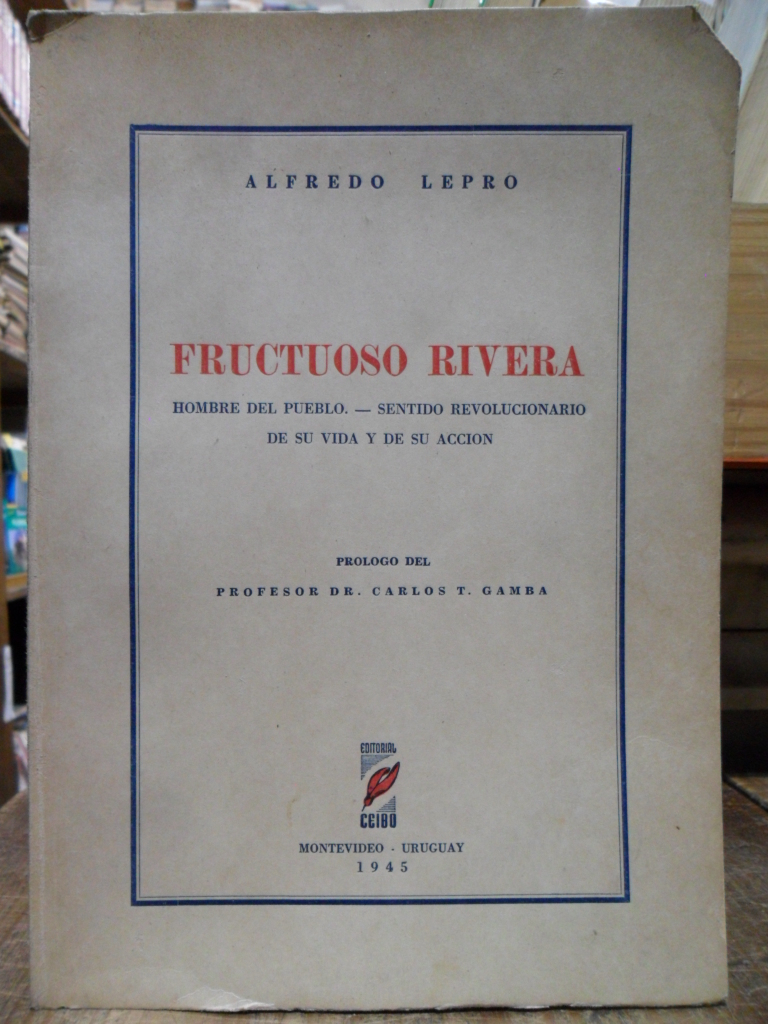 ALFREDO LEPRO
FRUCTUOSO RIVERA
HOMBRE DEL PUEBLO. — SENTIDO REVOLUCIONARIO
DE SU VIDA Y DE SU ACCION
PROLOGO DEL
PROFESOR DR. CARLOS T. GAMBA
EDITORIAL
CEIBO
MONTEVIDEO - URUGUAY
1945